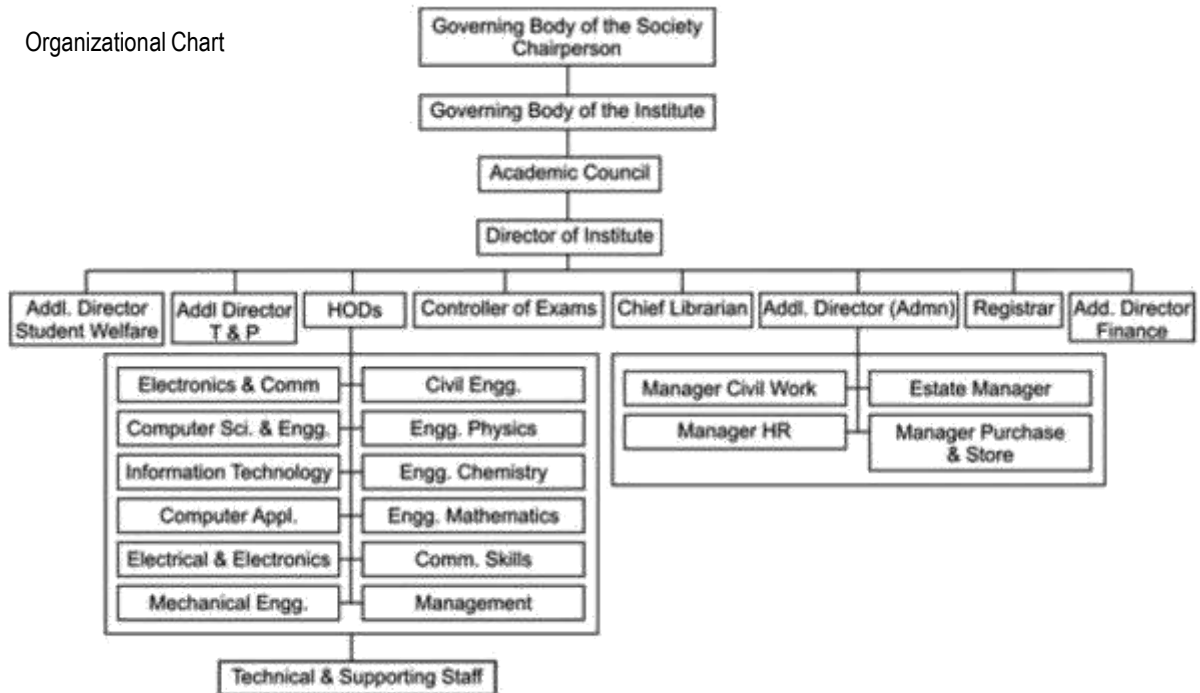 Organizational Chart
Governing Body of the Society
Chairperson
Governing Body of the Institute
Academic Council
Director of Institute
Addl. Director
Student Welfare
Addl Director
T & P
HODs
Controller of Exams
Chief Librarian
Addl. Director (Admn)
Registrar
Add. Director
Finance
Electronics & Comm
Civil Engg.
Computer Sci. & Engg.
Engg. Physics
Information Technology
Engg. Chemistry
Computer Appl.
Engg. Mathematics
Electrical & Electronics
Comm. Skills
Mechanical Engg.
Management
Manager Civil Work
Estate Manager
Manager HR
Manager Purchase
& Store
Technical & Supporting Staff